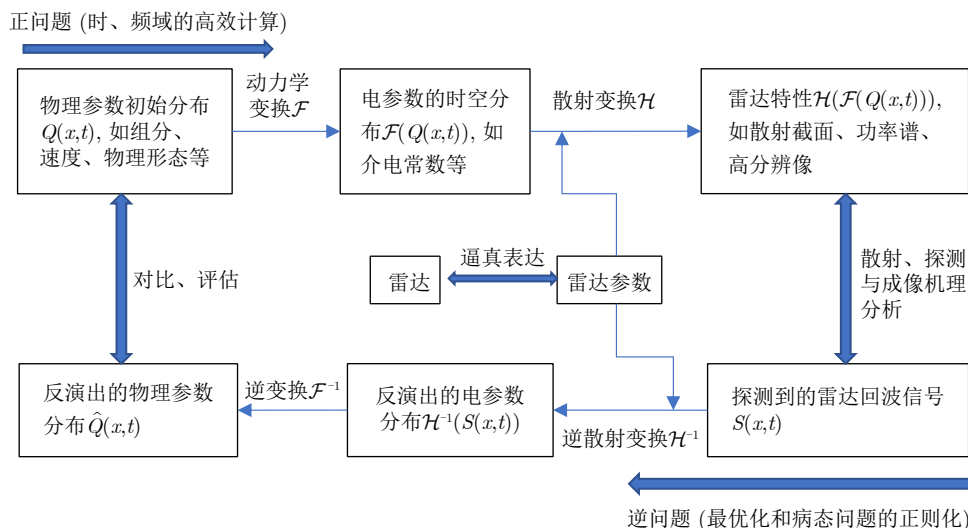 正问题 (时、频域的高效计算)
物理参数初始分布
Q(x,t), 如组分、
速度、物理形态等
动力学
变换ℱ
电参数的时空分
布ℱ(Q(x,t)), 如
介电常数等
散射变换ℋ
雷达特性ℋ(ℱ(Q(x,t))),
如散射截面、功率谱、
高分辨像
对比、评估
雷达
逼真表达
雷达参数
散射、探测
与成像机理
分析
反演出的物理参数
分布Q̂(x,t)
逆变换ℱ⁻¹
反演出的电参数
分布ℋ⁻¹(S(x,t))
逆散射变换ℋ⁻¹
探测到的雷达回波信号
S(x,t)
逆问题 (最优化和病态问题的正则化)